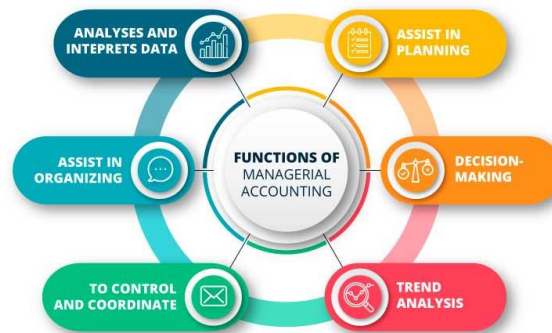 ANALYSES AND
INTEPRETS DATA
ASSIST IN
PLANNING
ASSIST IN
ORGANIZING
FUNCTIONS OF
MANAGERIAL
ACCOUNTING
DECISION-
MAKING
TO CONTROL
AND COORDINATE
TREND
ANALYSIS